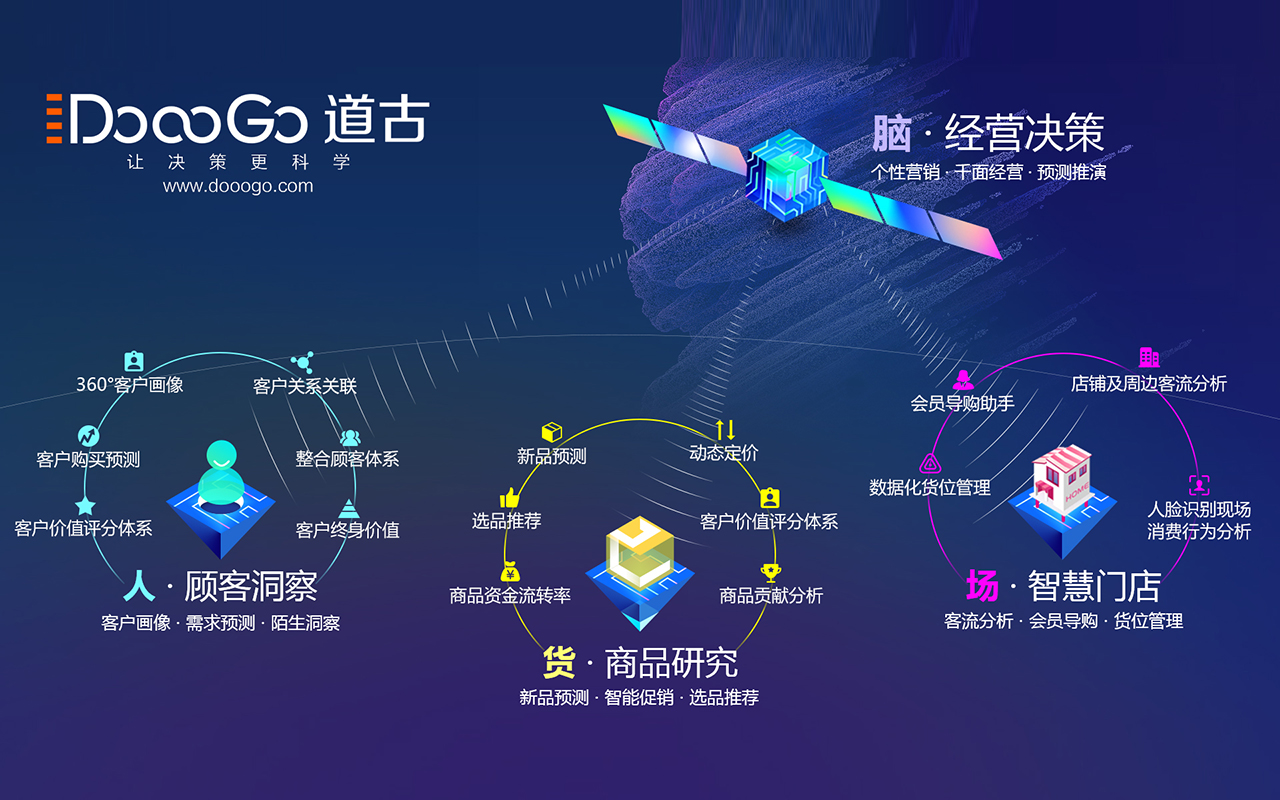 DoooGo 道古
让决策更科学
www.dooogo.com
脑 · 经营决策
个性营销 · 千面经营 · 预测推演
360°客户画像
客户关系关联
客户购买预测
整合顾客体系
客户价值评分体系
客户终身价值
人 · 顾客洞察
客户画像 · 需求预测 · 陌生洞察
新品预测
动态定价
选品推荐
客户价值评分体系
商品资金流转率
商品贡献分析
货 · 商品研究
新品预测 · 智能促销 · 选品推荐
会员导购助手
店铺及周边客流分析
数据化货位管理
人脸识别现场
消费行为分析
HOME
场 · 智慧门店
客流分析 · 会员导购 · 货位管理